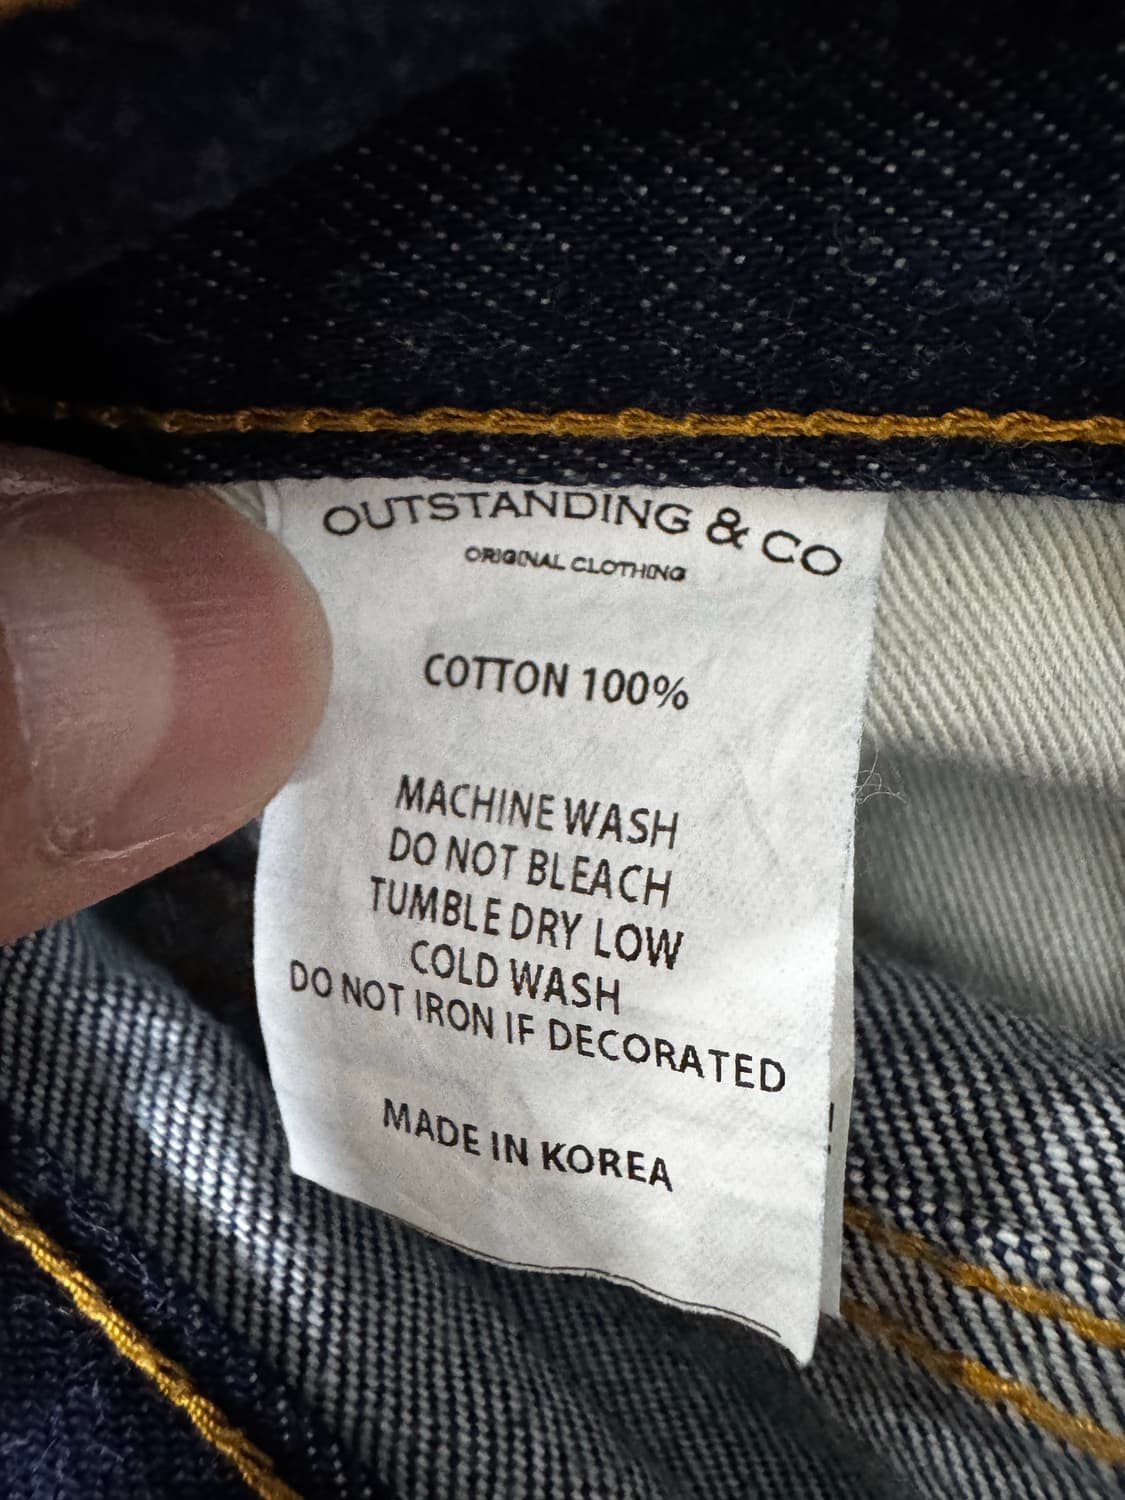 OUTSTANDING & CO
ORIGINAL CLOTHING
COTTON 100%
MACHINE WASH
DO NOT BLEACH
TUMBLE DRY LOW
COLD WASH
DO NOT IRON IF DECORATED
MADE IN KOREA